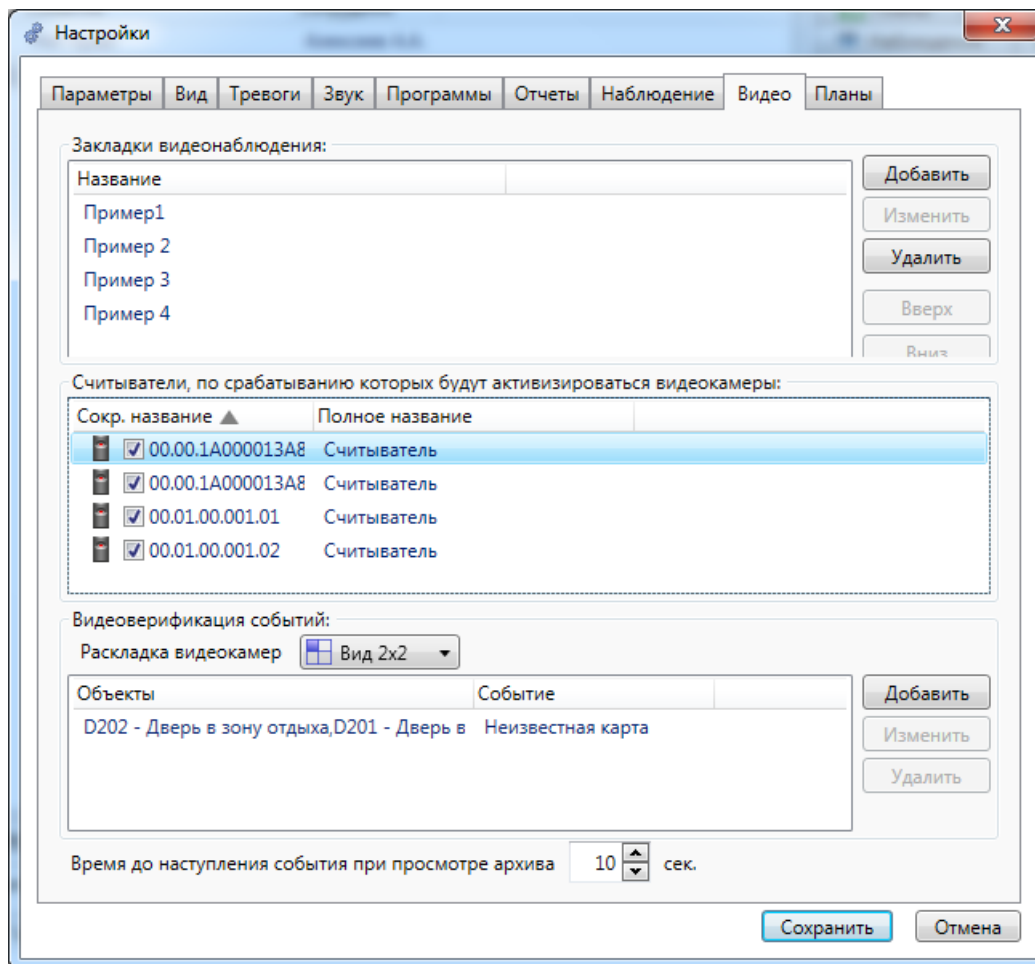 Настройки
Параметры Вид Тревоги Звук Программы Отчеты Наблюдение Видео Планы
Закладки видеонаблюдения:
Название
Добавить
Пример1
Изменить
Пример 2
Удалить
Пример 3
Пример 4
Вверх
Вниз
Считыватели, по срабатыванию которых будут активизироваться видеокамеры:
Сокр. название Полное название
00.00.1A000013A8 Считыватель
00.00.1A000013A8 Считыватель
00.01.00.001.01 Считыватель
00.01.00.001.02 Считыватель
Видеоверификация событий:
Раскладка видеокамер Вид 2x2
Объекты Событие
Добавить
D202 - Дверь в зону отдыха,D201 - Дверь в Неизвестная карта
Изменить
Удалить
Время до наступления события при просмотре архива 10 сек.
Сохранить Отмена